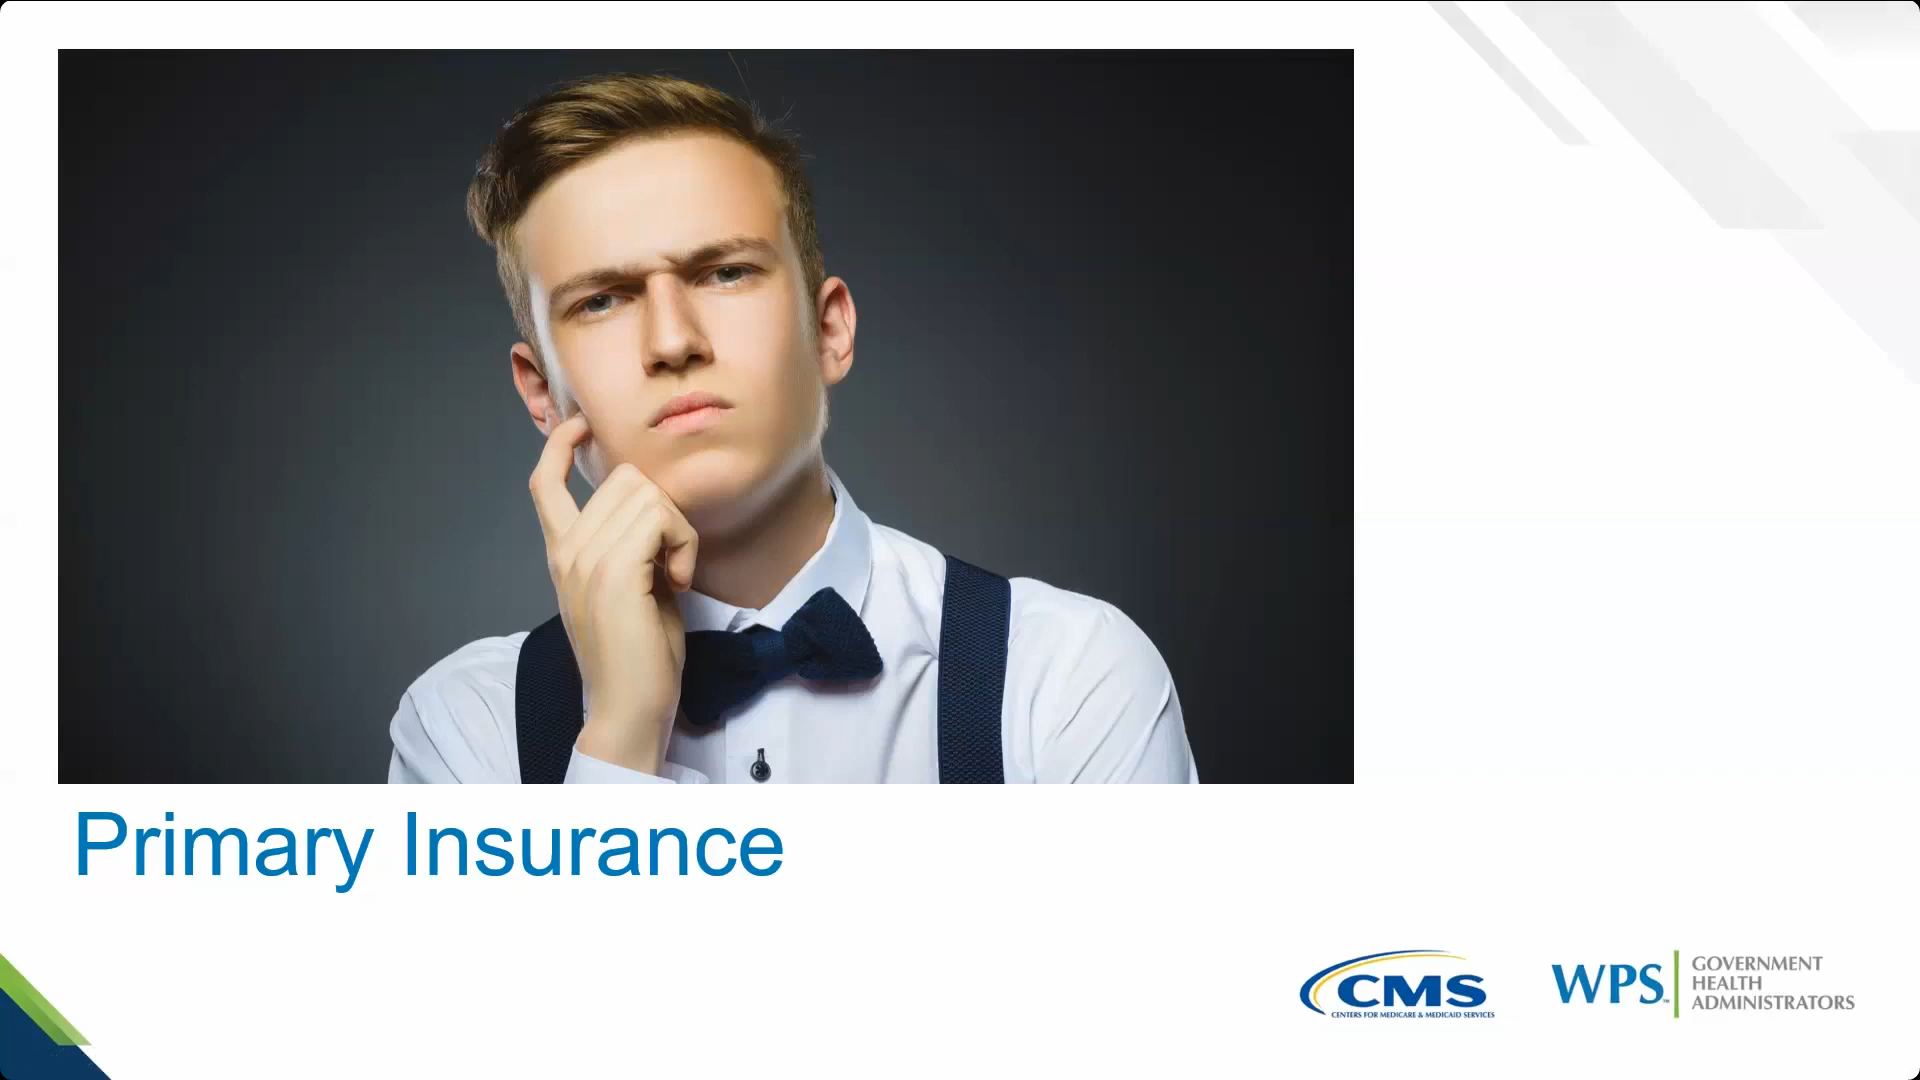 Primary Insurance
CMS
CENTERS FOR MEDICARE & MEDICAID SERVICES
WPS
GOVERNMENT
HEALTH
ADMINISTRATORS